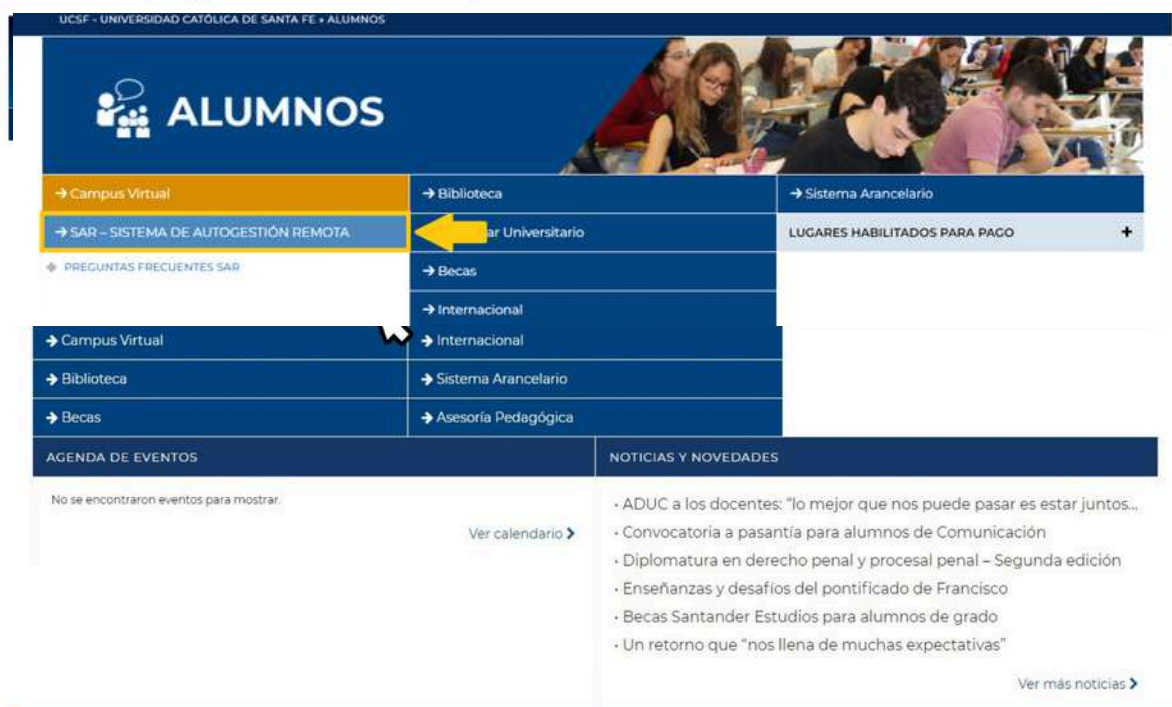 UCSF - UNIVERSIDAD CATÓLICA DE SANTA FE » ALUMNOS
ALUMNOS
→ Campus Virtual
→ SAR – SISTEMA DE AUTOGESTIÓN REMOTA
PREGUNTAS FRECUENTES SAR
→ Biblioteca
Universitario
→ Becas
→ Internacional
→ Sistema Arancelario
LUGARES HABILITADOS PARA PAGO +
→ Campus Virtual
→ Biblioteca
→ Becas
→ Internacional
→ Sistema Arancelario
→ Asesoría Pedagógica
AGENDA DE EVENTOS
No se encontraron eventos para mostrar.
Ver calendario >
NOTICIAS Y NOVEDADES
• ADUC a los docentes: "lo mejor que nos puede pasar es estar juntos...
• Convocatoria a pasantía para alumnos de Comunicación
• Diplomatura en derecho penal y procesal penal – Segunda edición
• Enseñanzas y desafíos del pontificado de Francisco
• Becas Santander Estudios para alumnos de grado
• Un retorno que "nos llena de muchas expectativas"
Ver más noticias >